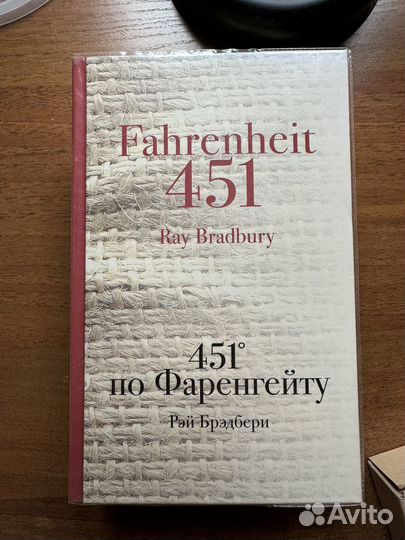 Fahrenheit
451
Ray Bradbury
451°
по Фаренгейту
Рэй Брэдбери
Avito